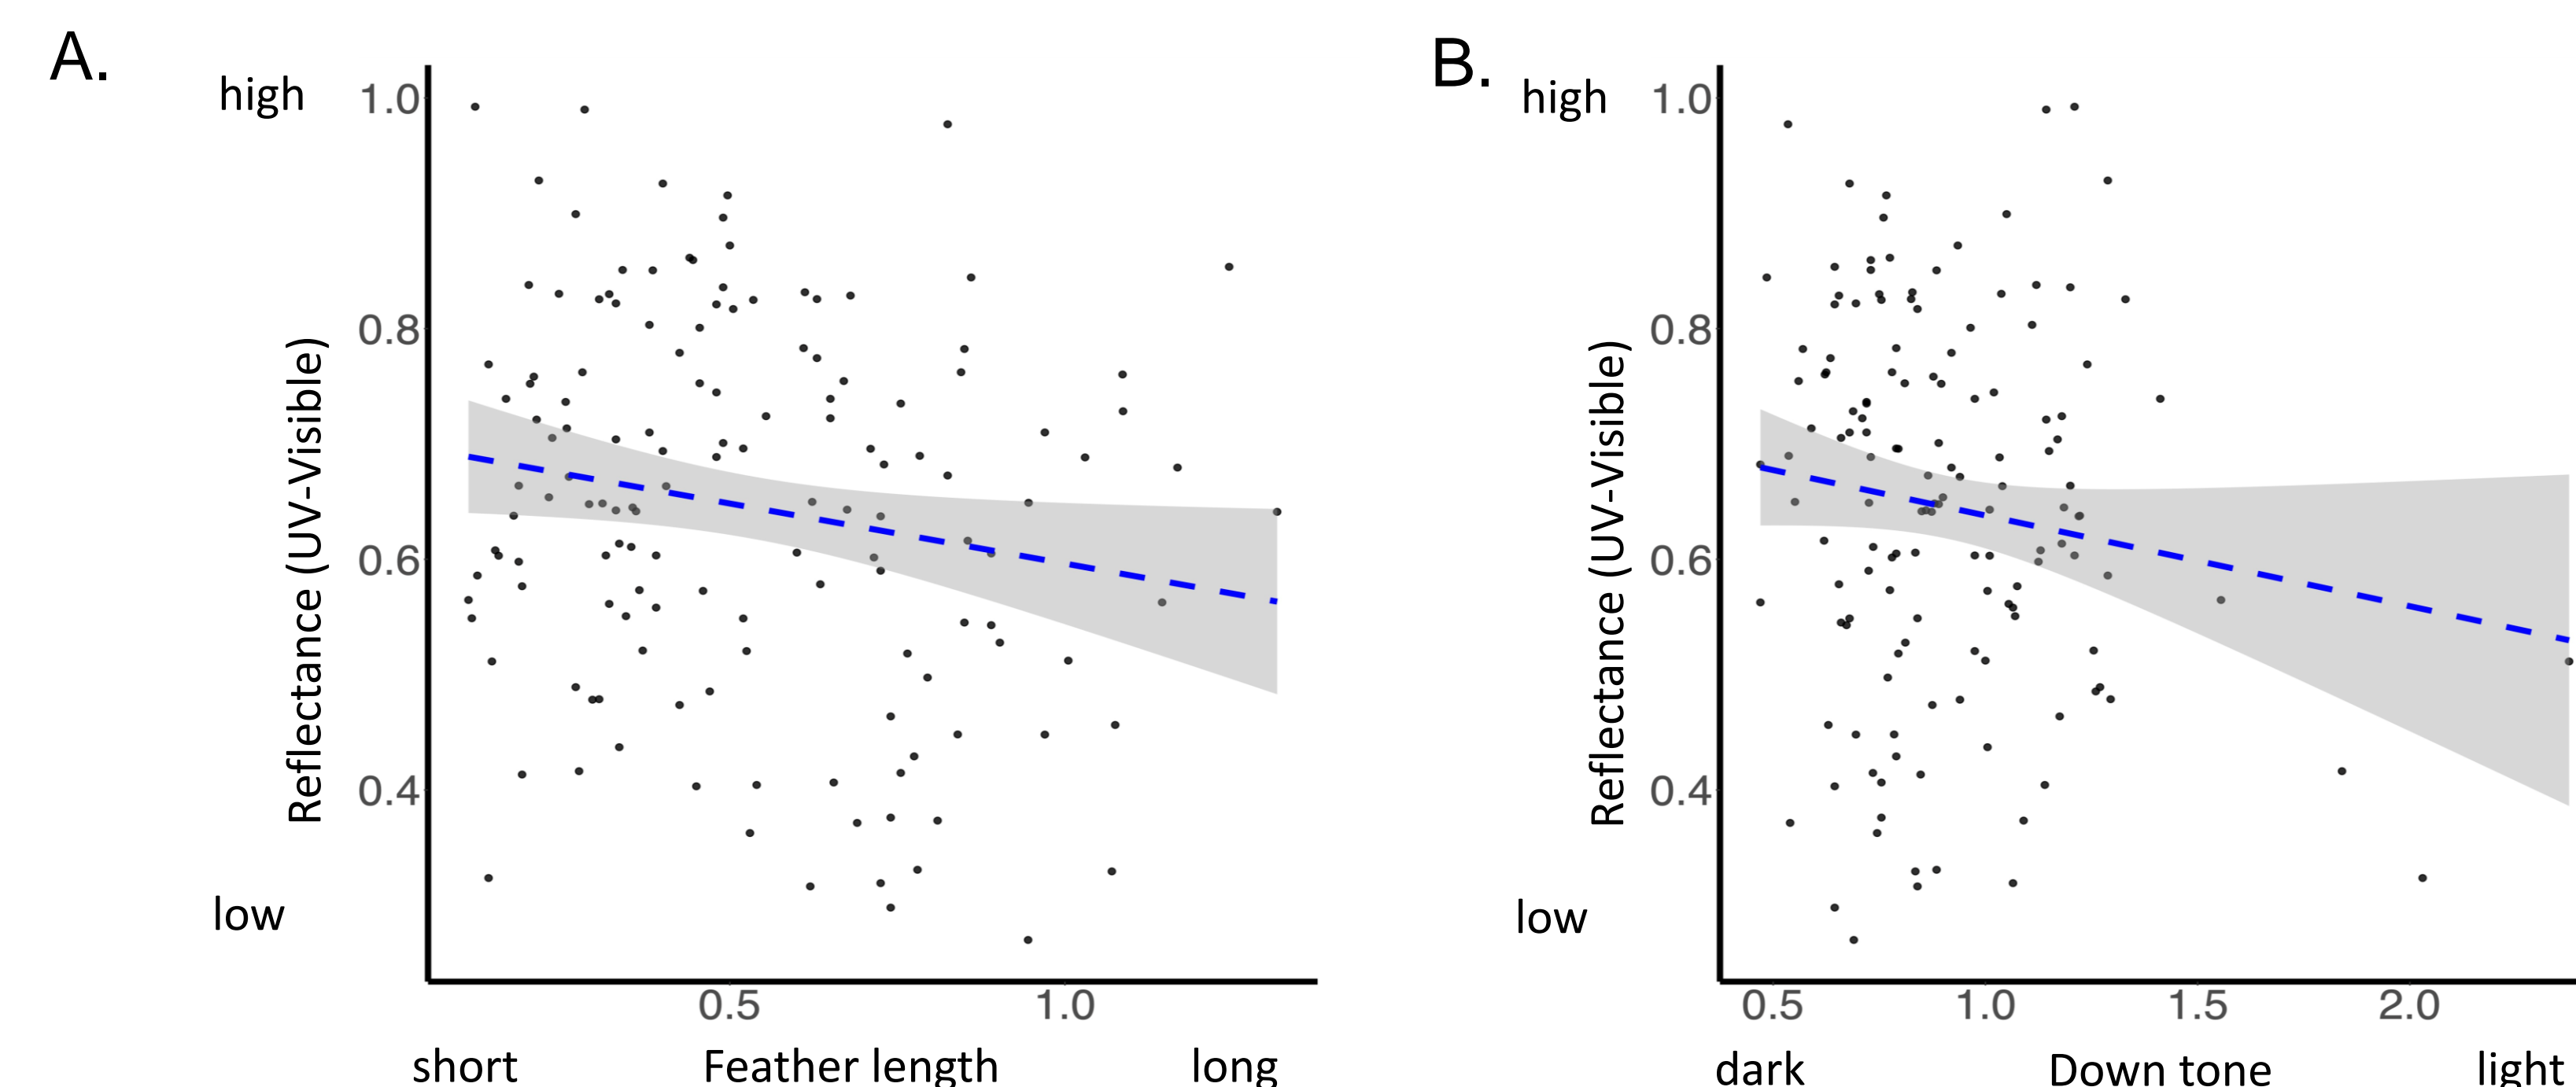 A.
high
1.0
0.8
0.6
0.4
low
Reflectance (UV-Visible)
0.5 1.0
short Feather length long
B.
high
1.0
0.8
0.6
0.4
low
Reflectance (UV-Visible)
0.5 1.0 1.5 2.0
dark Down tone light